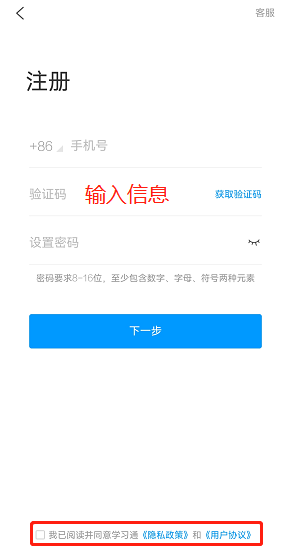 客服
注册
+86 手机号
验证码 输入信息 获取验证码
设置密码
密码要求8-16位，至少包含数字、字母、符号两种元素
下一步
我已阅读并同意学习通《隐私政策》和《用户协议》